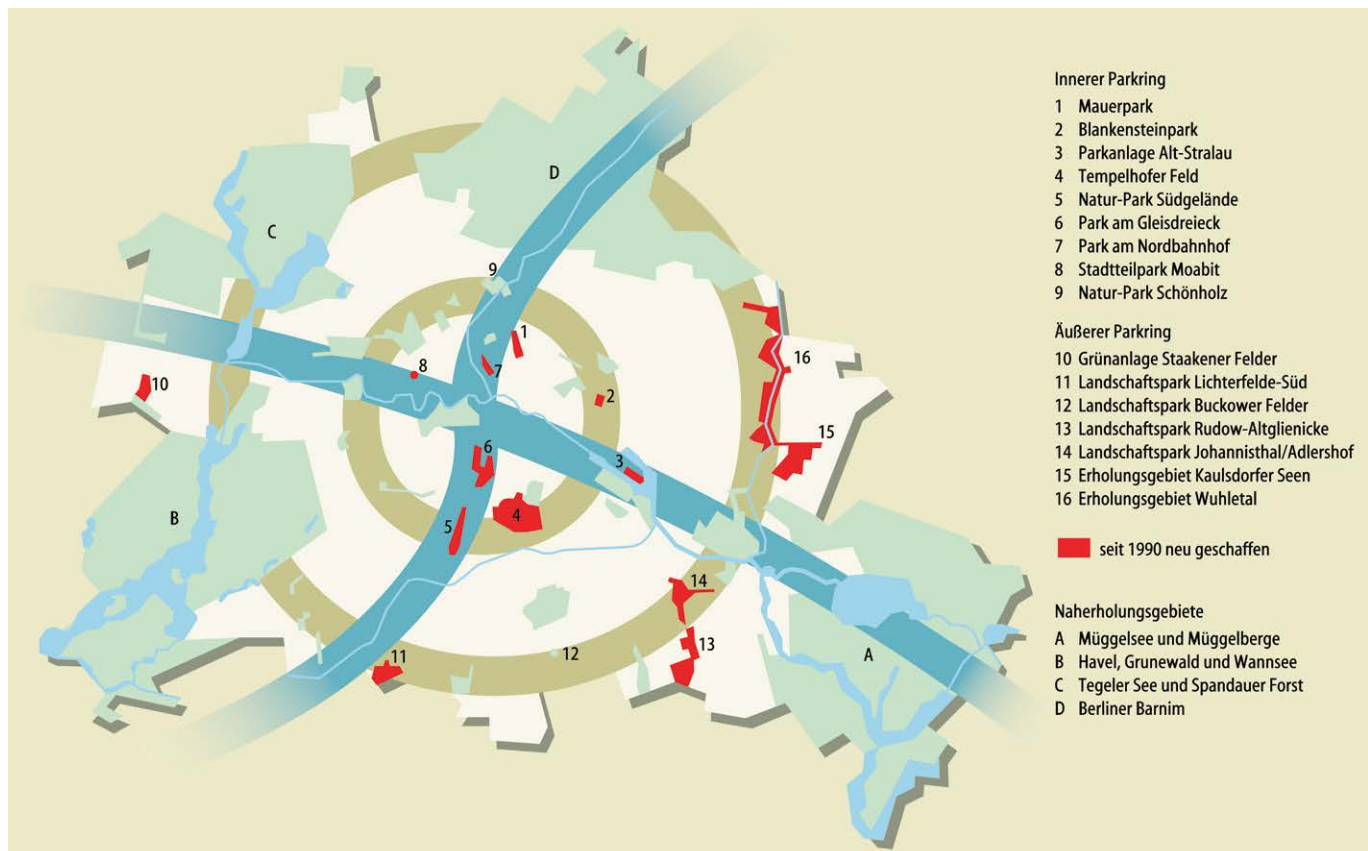 Innerer Parkring
1 Mauerpark
2 Blankensteinpark
3 Parkanlage Alt-Stralau
4 Tempelhofer Feld
5 Natur-Park Südgelände
6 Park am Gleisdreieck
7 Park am Nordbahnhof
8 Stadtteilpark Moabit
9 Natur-Park Schönholz
Äußerer Parkring
10 Grünanlage Staakener Felder
11 Landschaftspark Lichterfelde-Süd
12 Landschaftspark Buckower Felder
13 Landschaftspark Rudow-Altglienicke
14 Landschaftspark Johannisthal/Adlershof
15 Erholungsgebiet Kaulsdorfer Seen
16 Erholungsgebiet Wuhletal
seit 1990 neu geschaffen
Naherholungsgebiete
A Müggelsee und Müggelberge
B Havel, Grunewald und Wannsee
C Tegeler See und Spandauer Forst
D Berliner Barnim
D
C
9
1
16
8
7
10
2
15
6
3
4
5
B
14
13
12
11
A